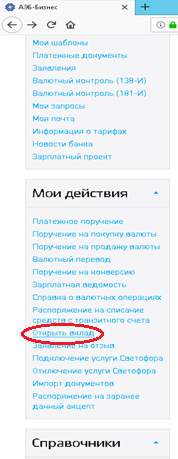 АЭБ-Бизнес
Мои шаблоны
Платежные документы
Заявления
Валютный контроль (138-И)
Валютный контроль (181-И)
Мои запросы
Моя почта
Информация о тарифах
Новости банка
Зарплатный проект
Мои действия
Платежное поручение
Поручение на покупку валюты
Поручение на продажу валюты
Валютный перевод
Поручение на конверсию
Зарплатная ведомость
Справка о валютных операциях
Распоряжение на списание
средств с транзитного счета
Открыть вклад
Заявление на отзыв
Подключение услуги Светофора
Отключение услуги Светофора
Импорт документов
Распоряжение на заранее
данный акцепт
Справочники